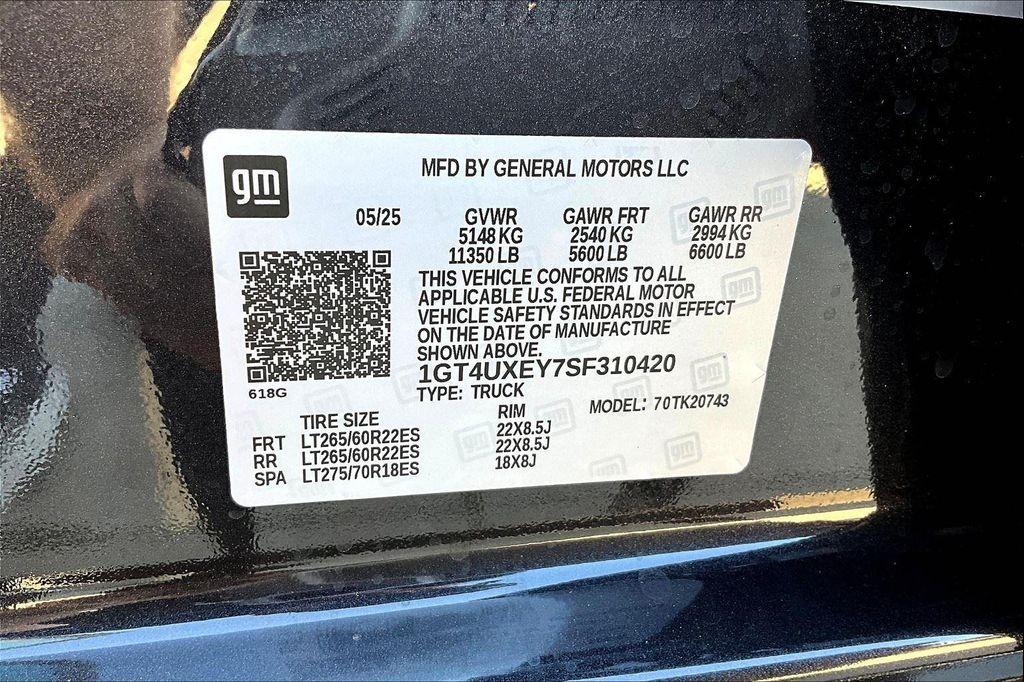 gm
MFD BY GENERAL MOTORS LLC
05/25 GVWR GAWR FRT GAWR RR
5148 KG 2540 KG 2994 KG
11350 LB 5600 LB 6600 LB
THIS VEHICLE CONFORMS TO ALL
APPLICABLE U.S. FEDERAL MOTOR
VEHICLE SAFETY STANDARDS IN EFFECT
ON THE DATE OF MANUFACTURE
SHOWN ABOVE.
1GT4UXEY7SF310420
618G
TYPE: TRUCK
MODEL: 70TK20743
TIRE SIZE RIM
FRT LT265/60R22ES 22X8.5J
RR LT265/60R22ES 22X8.5J
SPA LT275/70R18ES 18X8J